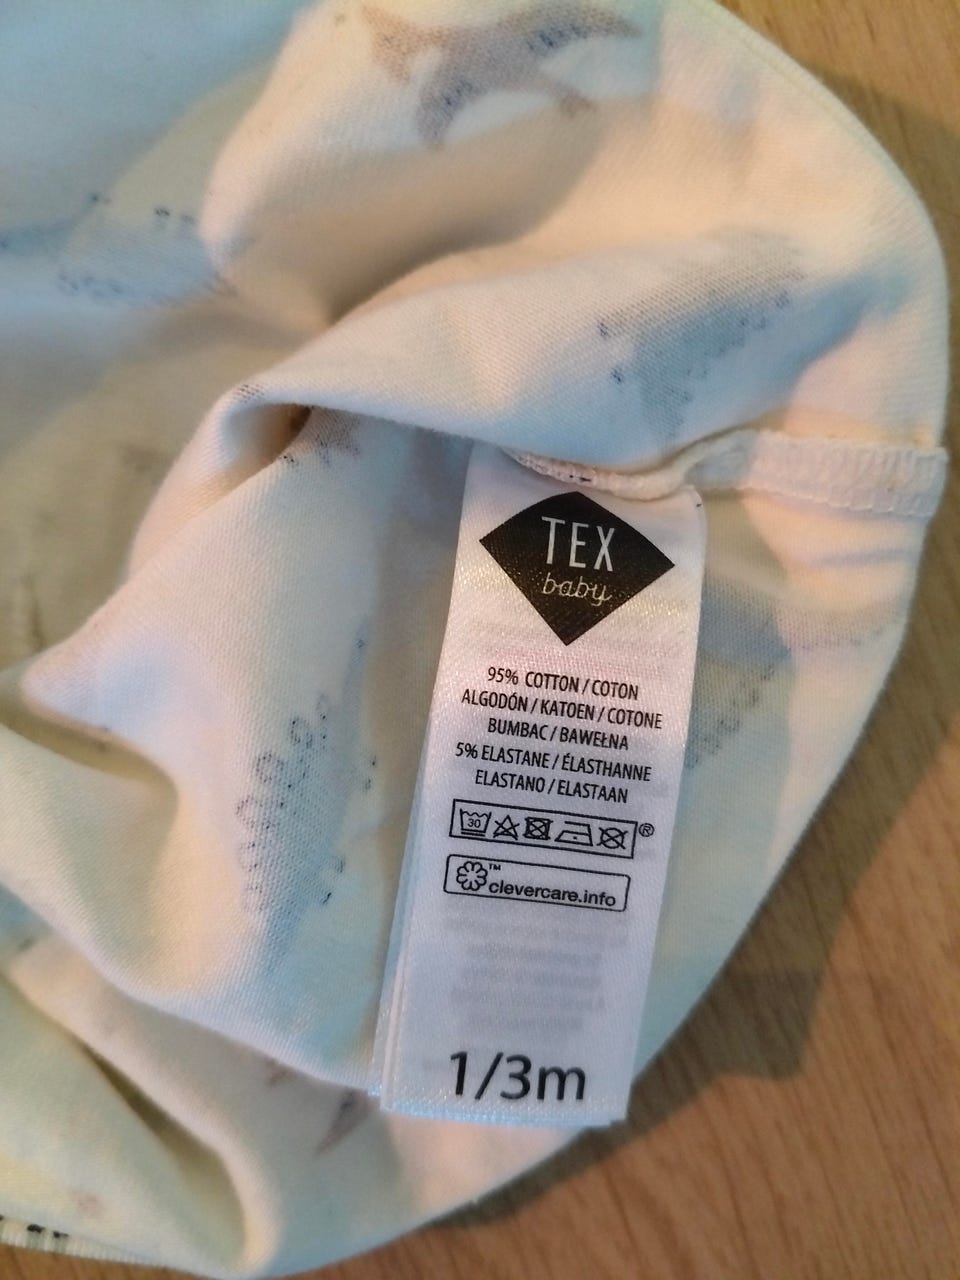 TEX
baby
95% COTTON / COTON
ALGODÓN / KATOEN / COTONE
BUMBAC / BAWEŁNA
5% ELASTANE / ÉLASTHANNE
ELASTANO / ELASTAAN
30
®
™
clevercare.info
1/3m